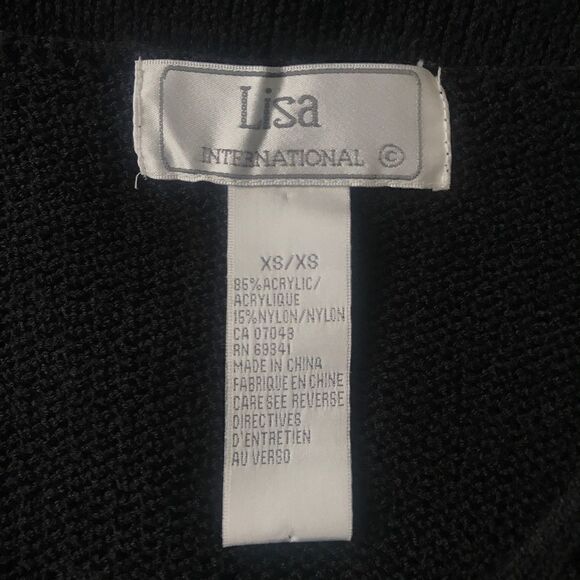 Lisa
INTERNATIONAL ©
XS/XS
85%ACRYLIC/
ACRYLIQUE
15%NYLON/NYLON
CA 07043
RN 69341
MADE IN CHINA
FABRIQUE EN CHINE
CARE SEE REVERSE
DIRECTIVES
D'ENTRETIEN
AU VERSO